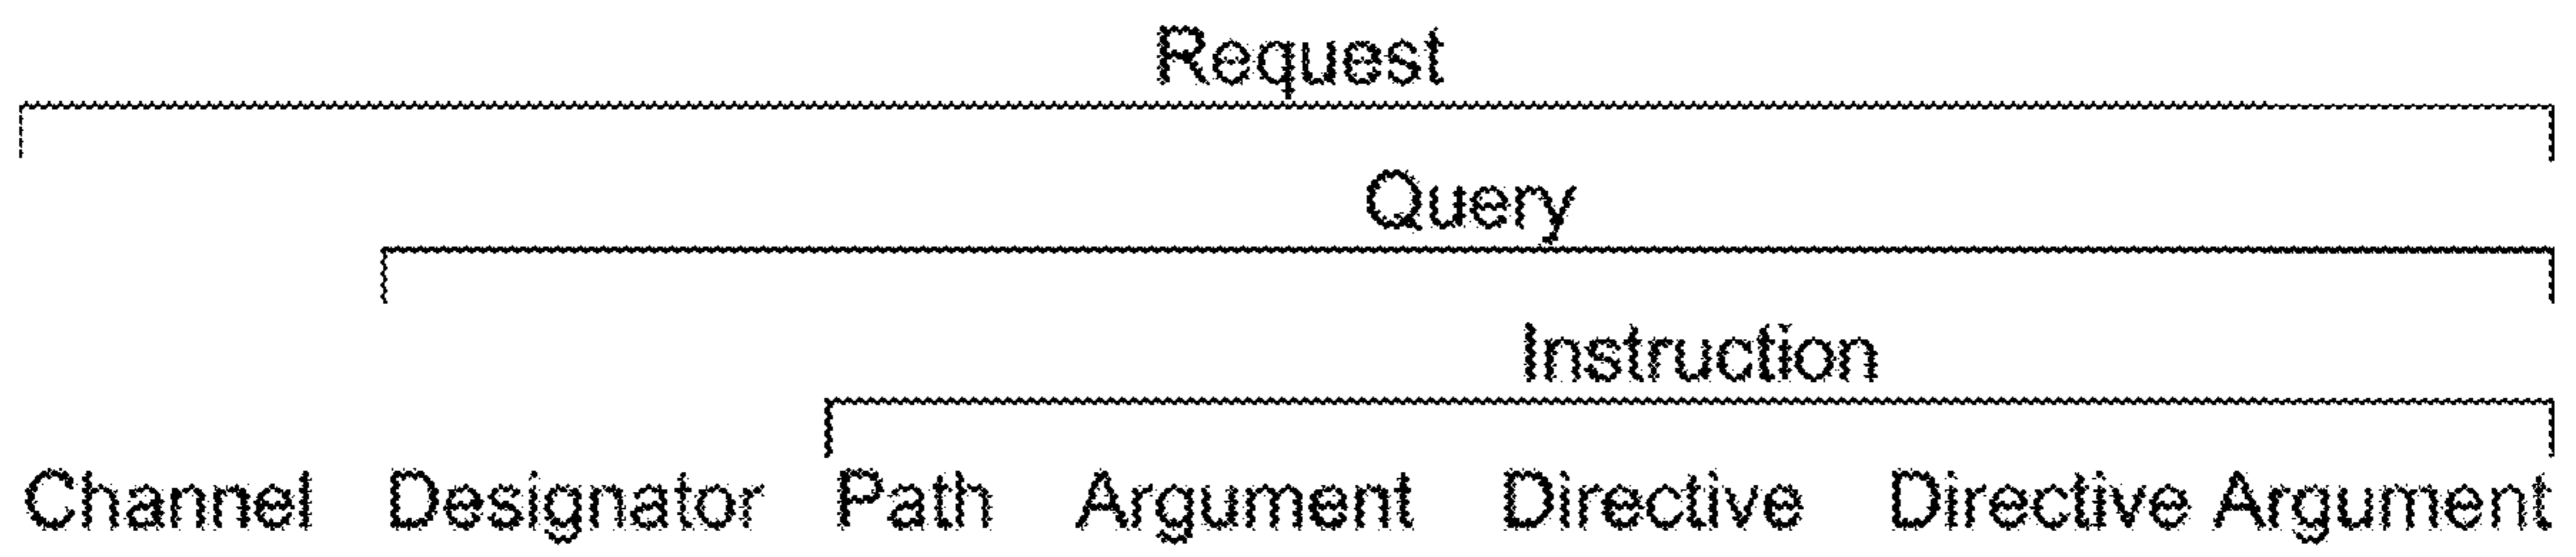 Request
Query
Instruction
Channel Designator Path Argument Directive Directive Argument